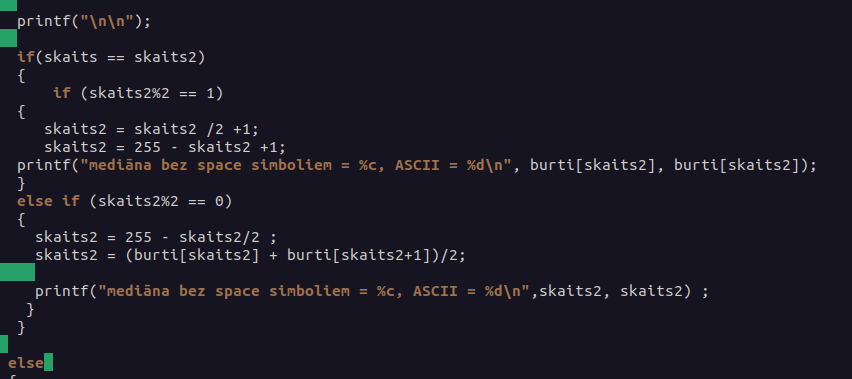 printf("\n\n");
if(skaits == skaits2)
{
if (skaits2%2 == 1)
{
skaits2 = skaits2 /2 +1;
skaits2 = 255 - skaits2 +1;
printf("mediāna bez space simboliem = %c, ASCII = %d\n", burti[skaits2], burti[skaits2]);
}
else if (skaits2%2 == 0)
{
skaits2 = 255 - skaits2/2 ;
skaits2 = (burti[skaits2] + burti[skaits2+1])/2;
printf("mediāna bez space simboliem = %c, ASCII = %d\n",skaits2, skaits2) ;
}
}
else
{